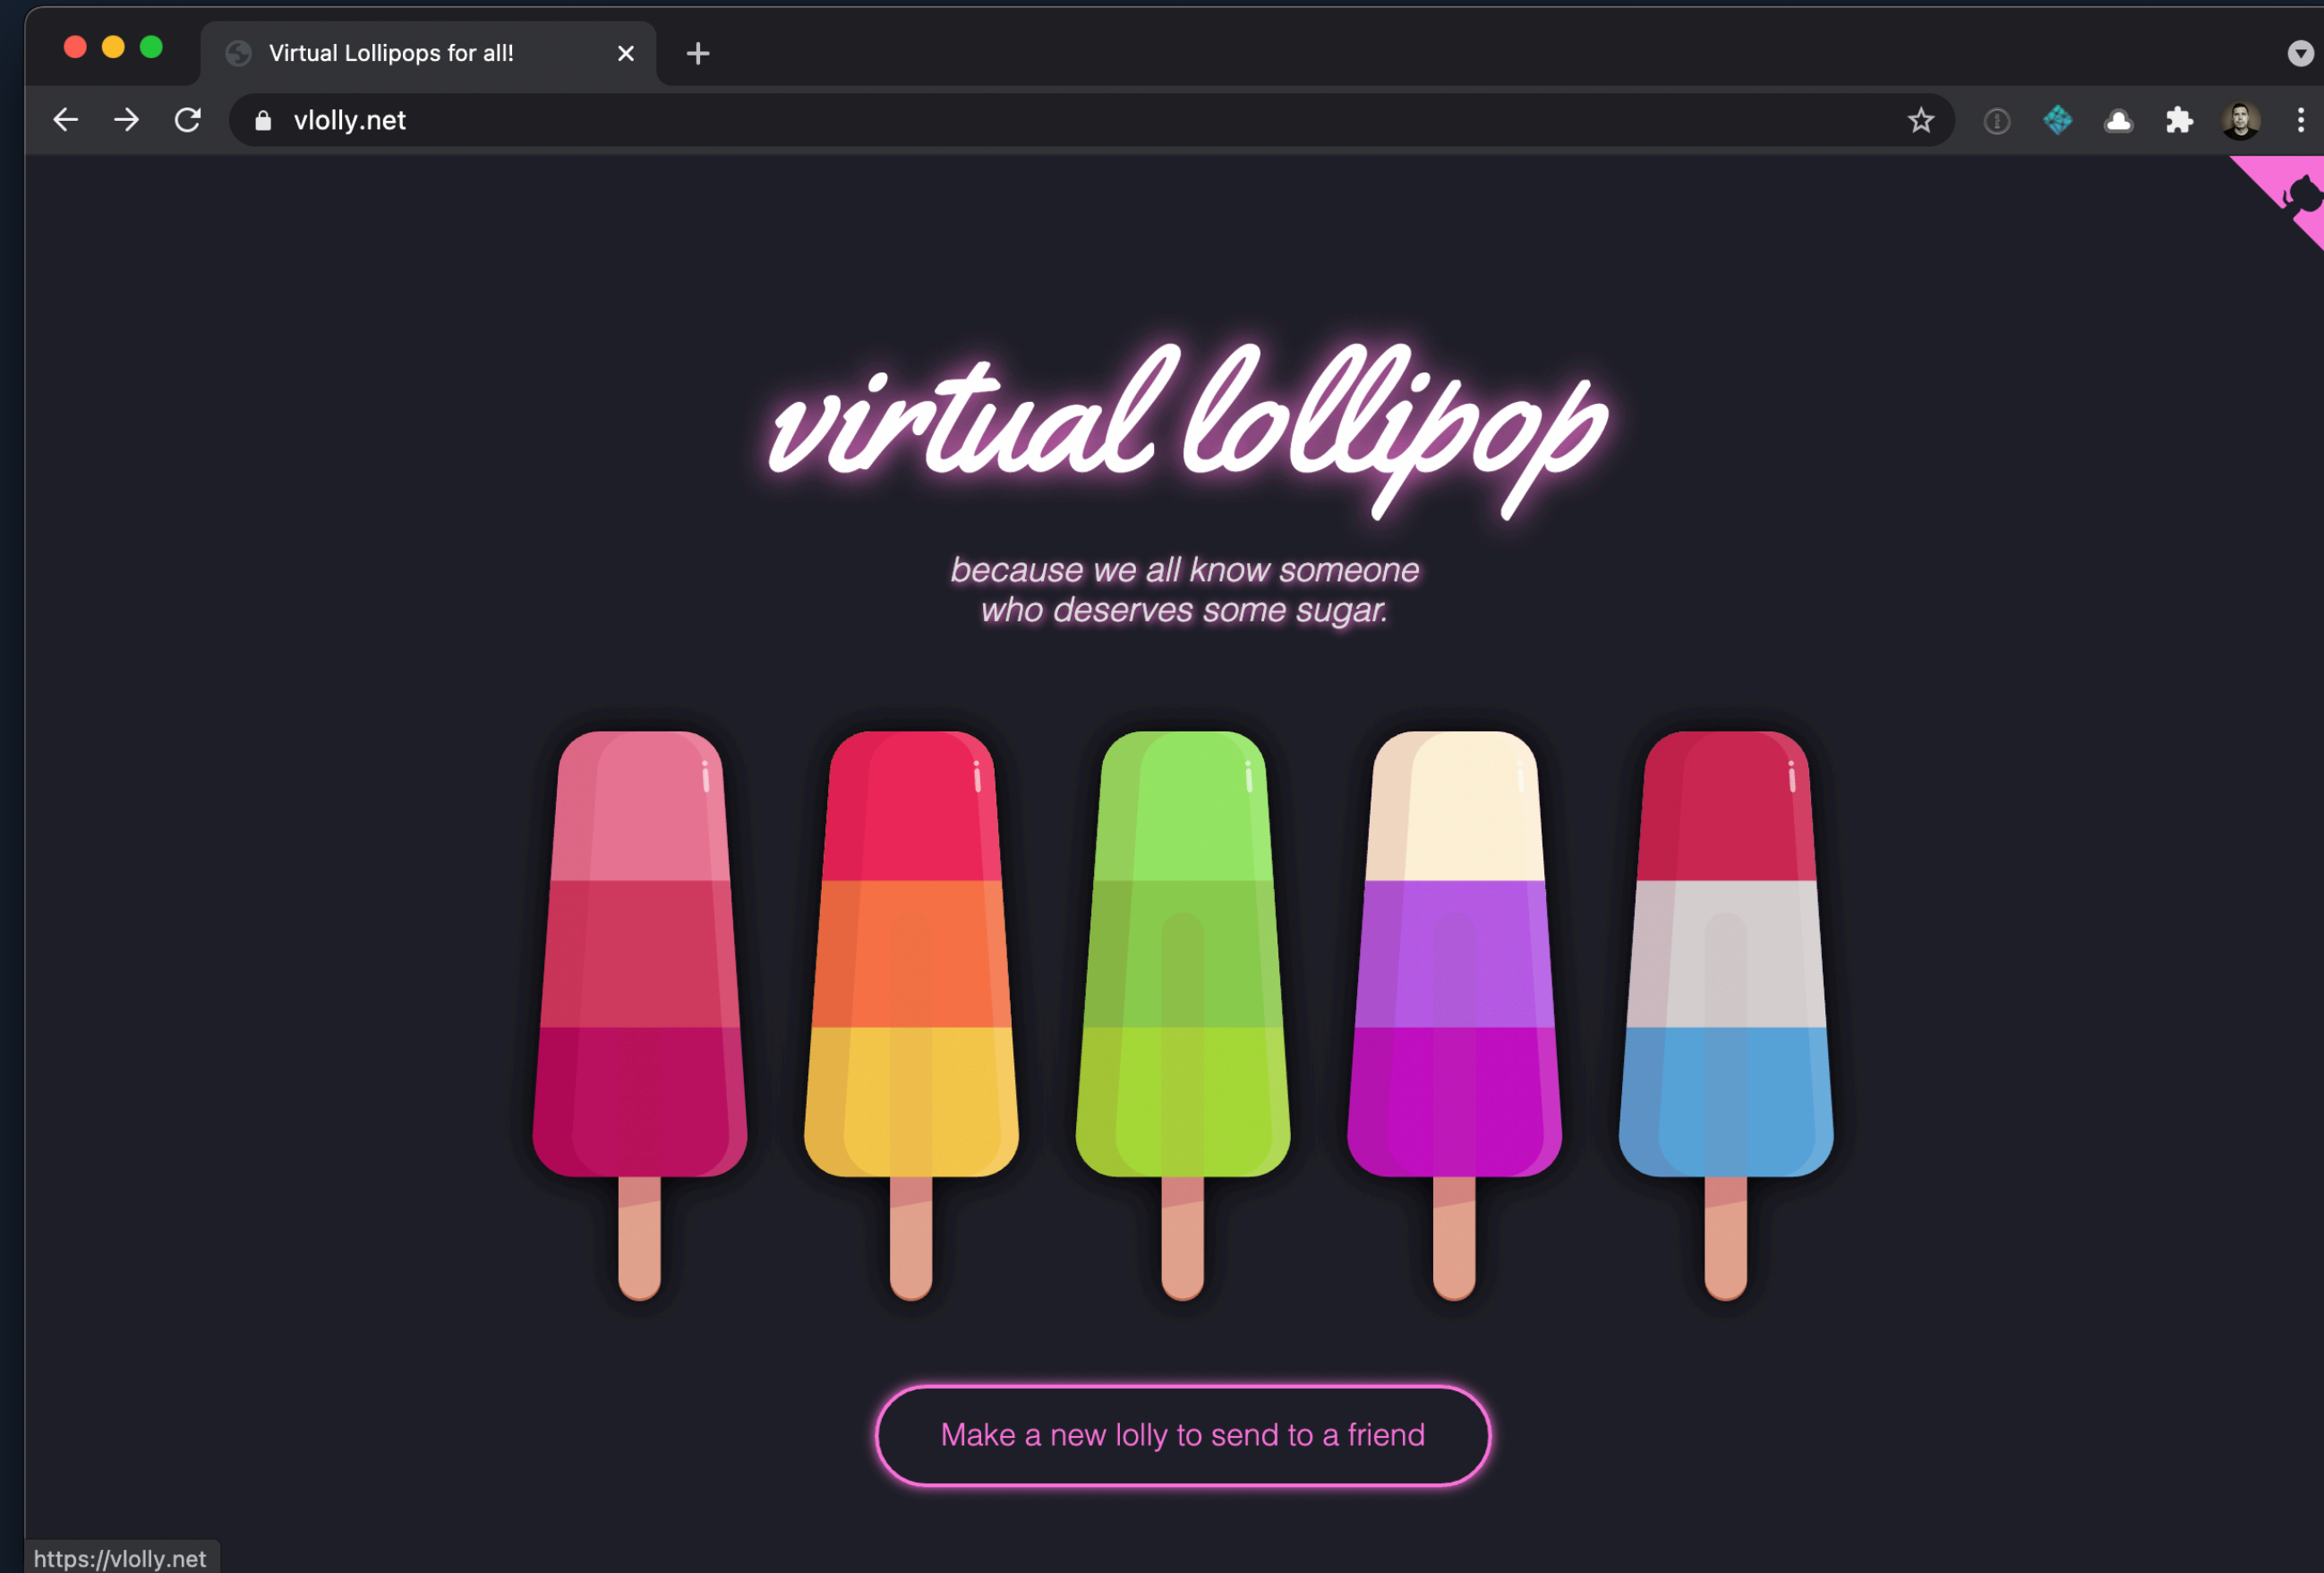 Virtual Lollipops for all!
vlolly.net
virtual lollipop
because we all know someone
who deserves some sugar.
Make a new lolly to send to a friend
https://vlolly.net